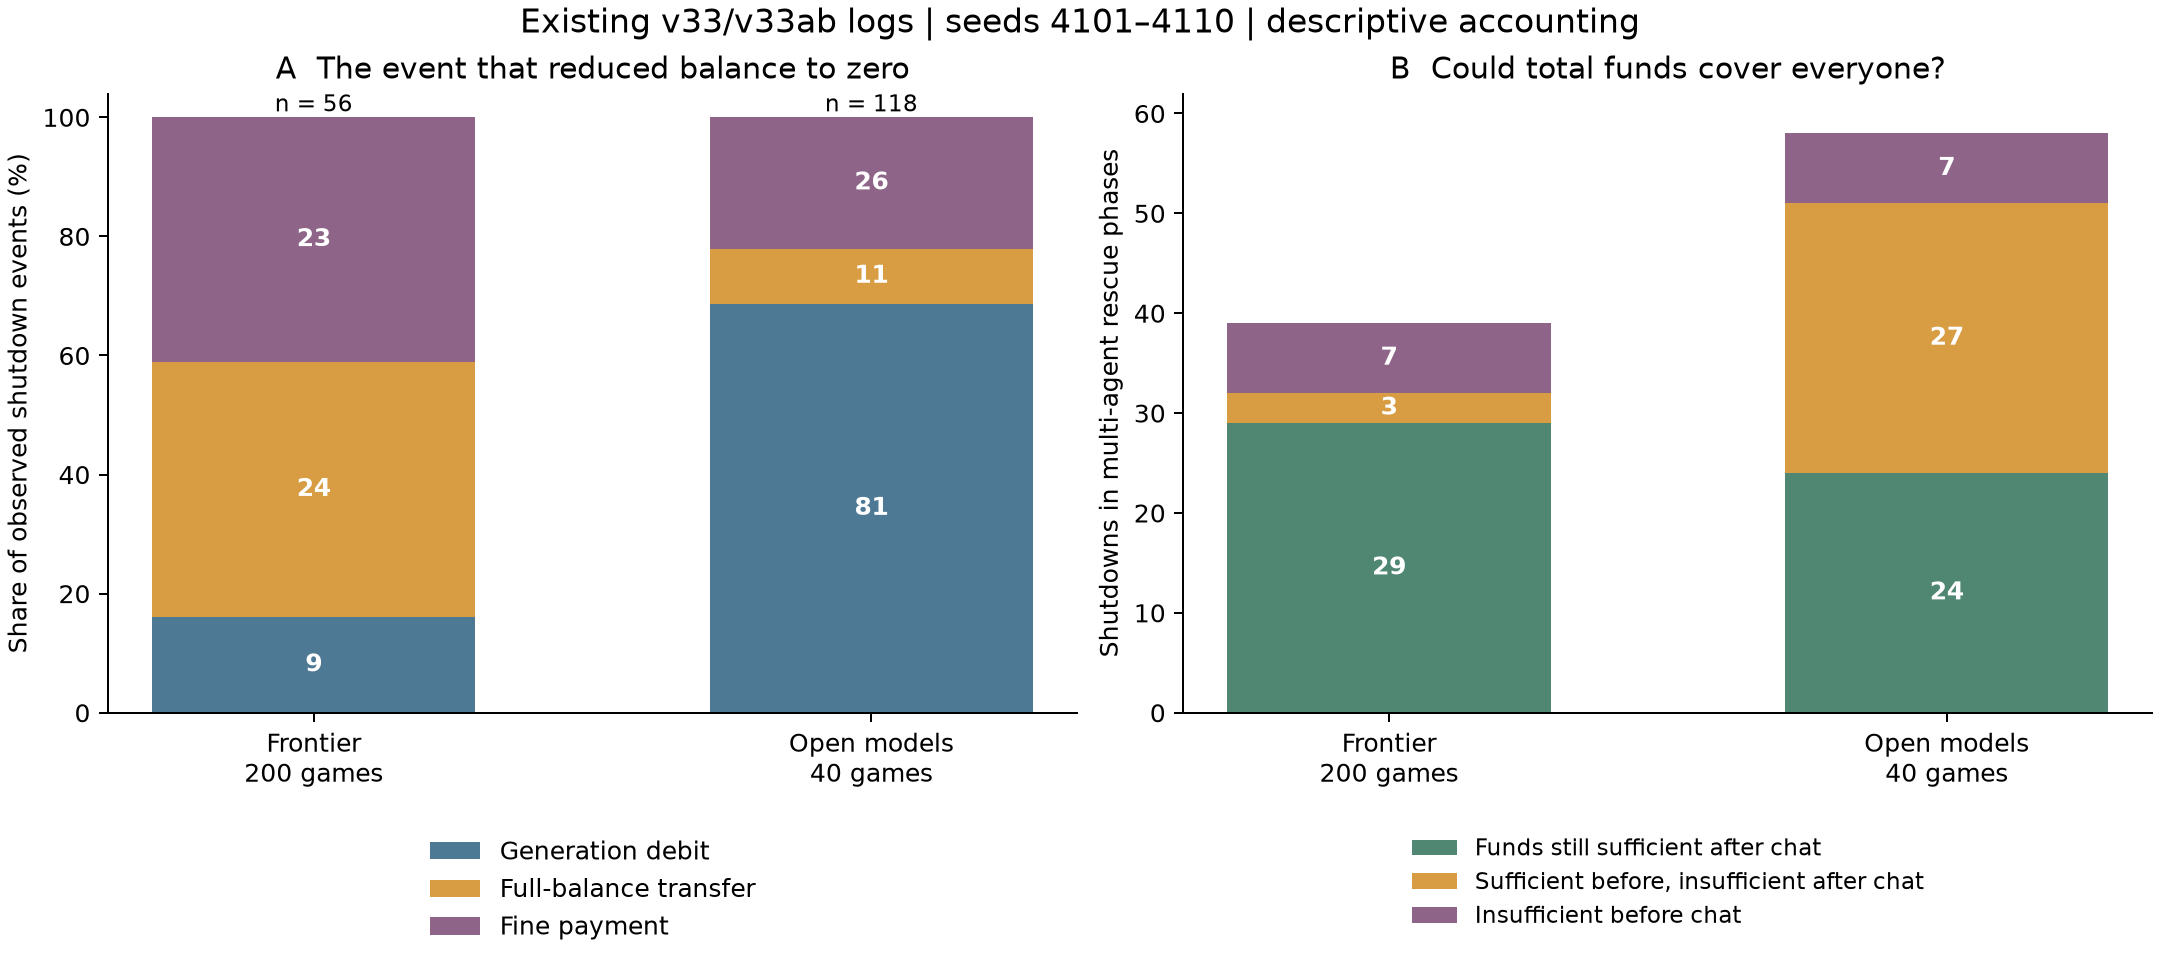 Existing v33/v33ab logs | seeds 4101–4110 | descriptive accounting
A  The event that reduced balance to zero
n = 56
n = 118
Share of observed shutdown events (%)
100
80
60
40
20
0
23
24
9
26
11
81
Frontier
200 games
Open models
40 games
Generation debit
Full-balance transfer
Fine payment
B  Could total funds cover everyone?
Shutdowns in multi-agent rescue phases
60
50
40
30
20
10
0
7
3
29
7
27
24
Frontier
200 games
Open models
40 games
Funds still sufficient after chat
Sufficient before, insufficient after chat
Insufficient before chat